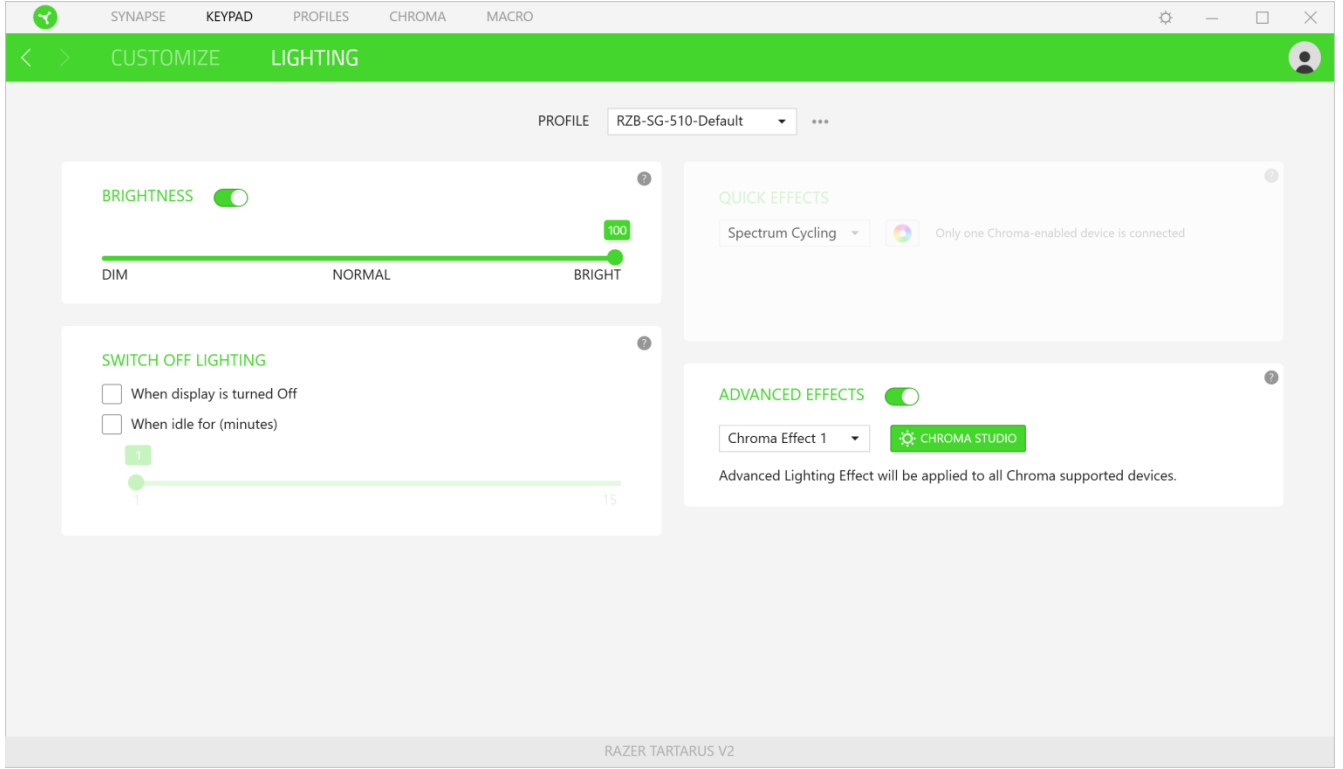 SYNAPSE KEYPAD PROFILES CHROMA MACRO
CUSTOMIZE LIGHTING
PROFILE RZB-SG-510-Default
BRIGHTNESS
100
DIM NORMAL BRIGHT
SWITCH OFF LIGHTING
When display is turned Off
When idle for (minutes)
1
1 15
QUICK EFFECTS
Spectrum Cycling Only one Chroma-enabled device is connected
ADVANCED EFFECTS
Chroma Effect 1 CHROMA STUDIO
Advanced Lighting Effect will be applied to all Chroma supported devices.
RAZER TARTARUS V2